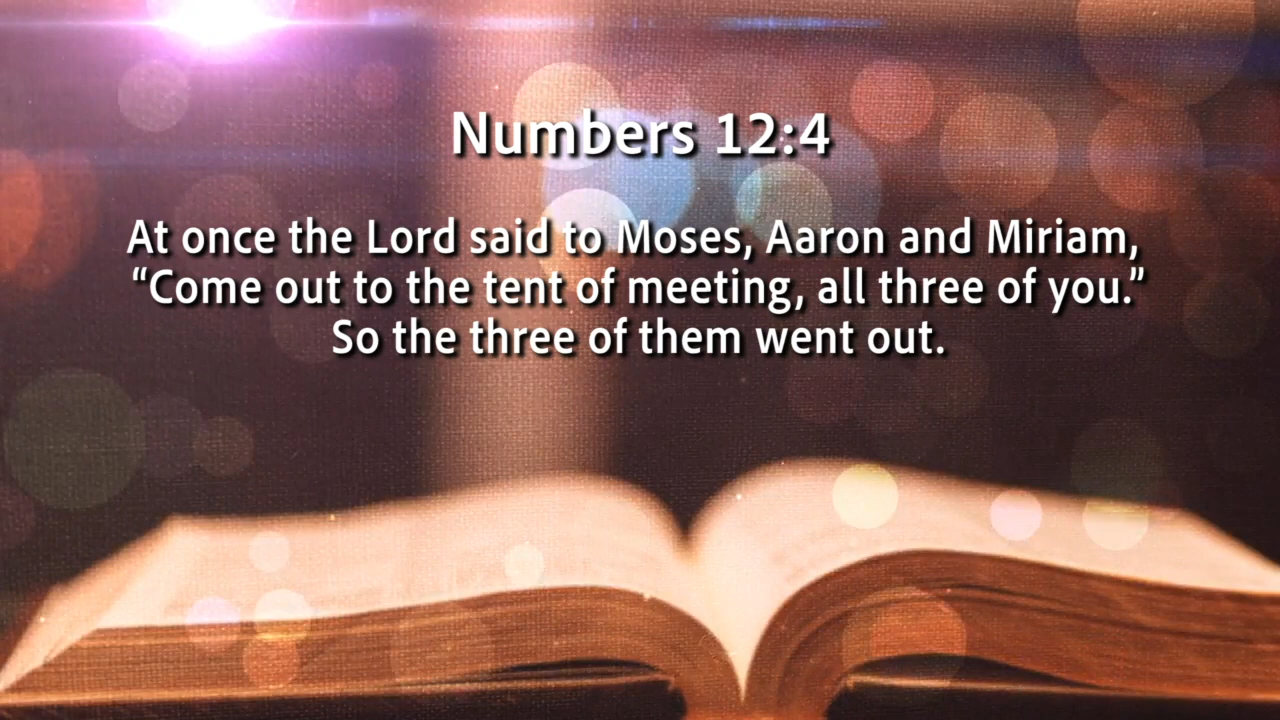 Numbers 12:4
At once the Lord said to Moses, Aaron and Miriam,
“Come out to the tent of meeting, all three of you.”
So the three of them went out.